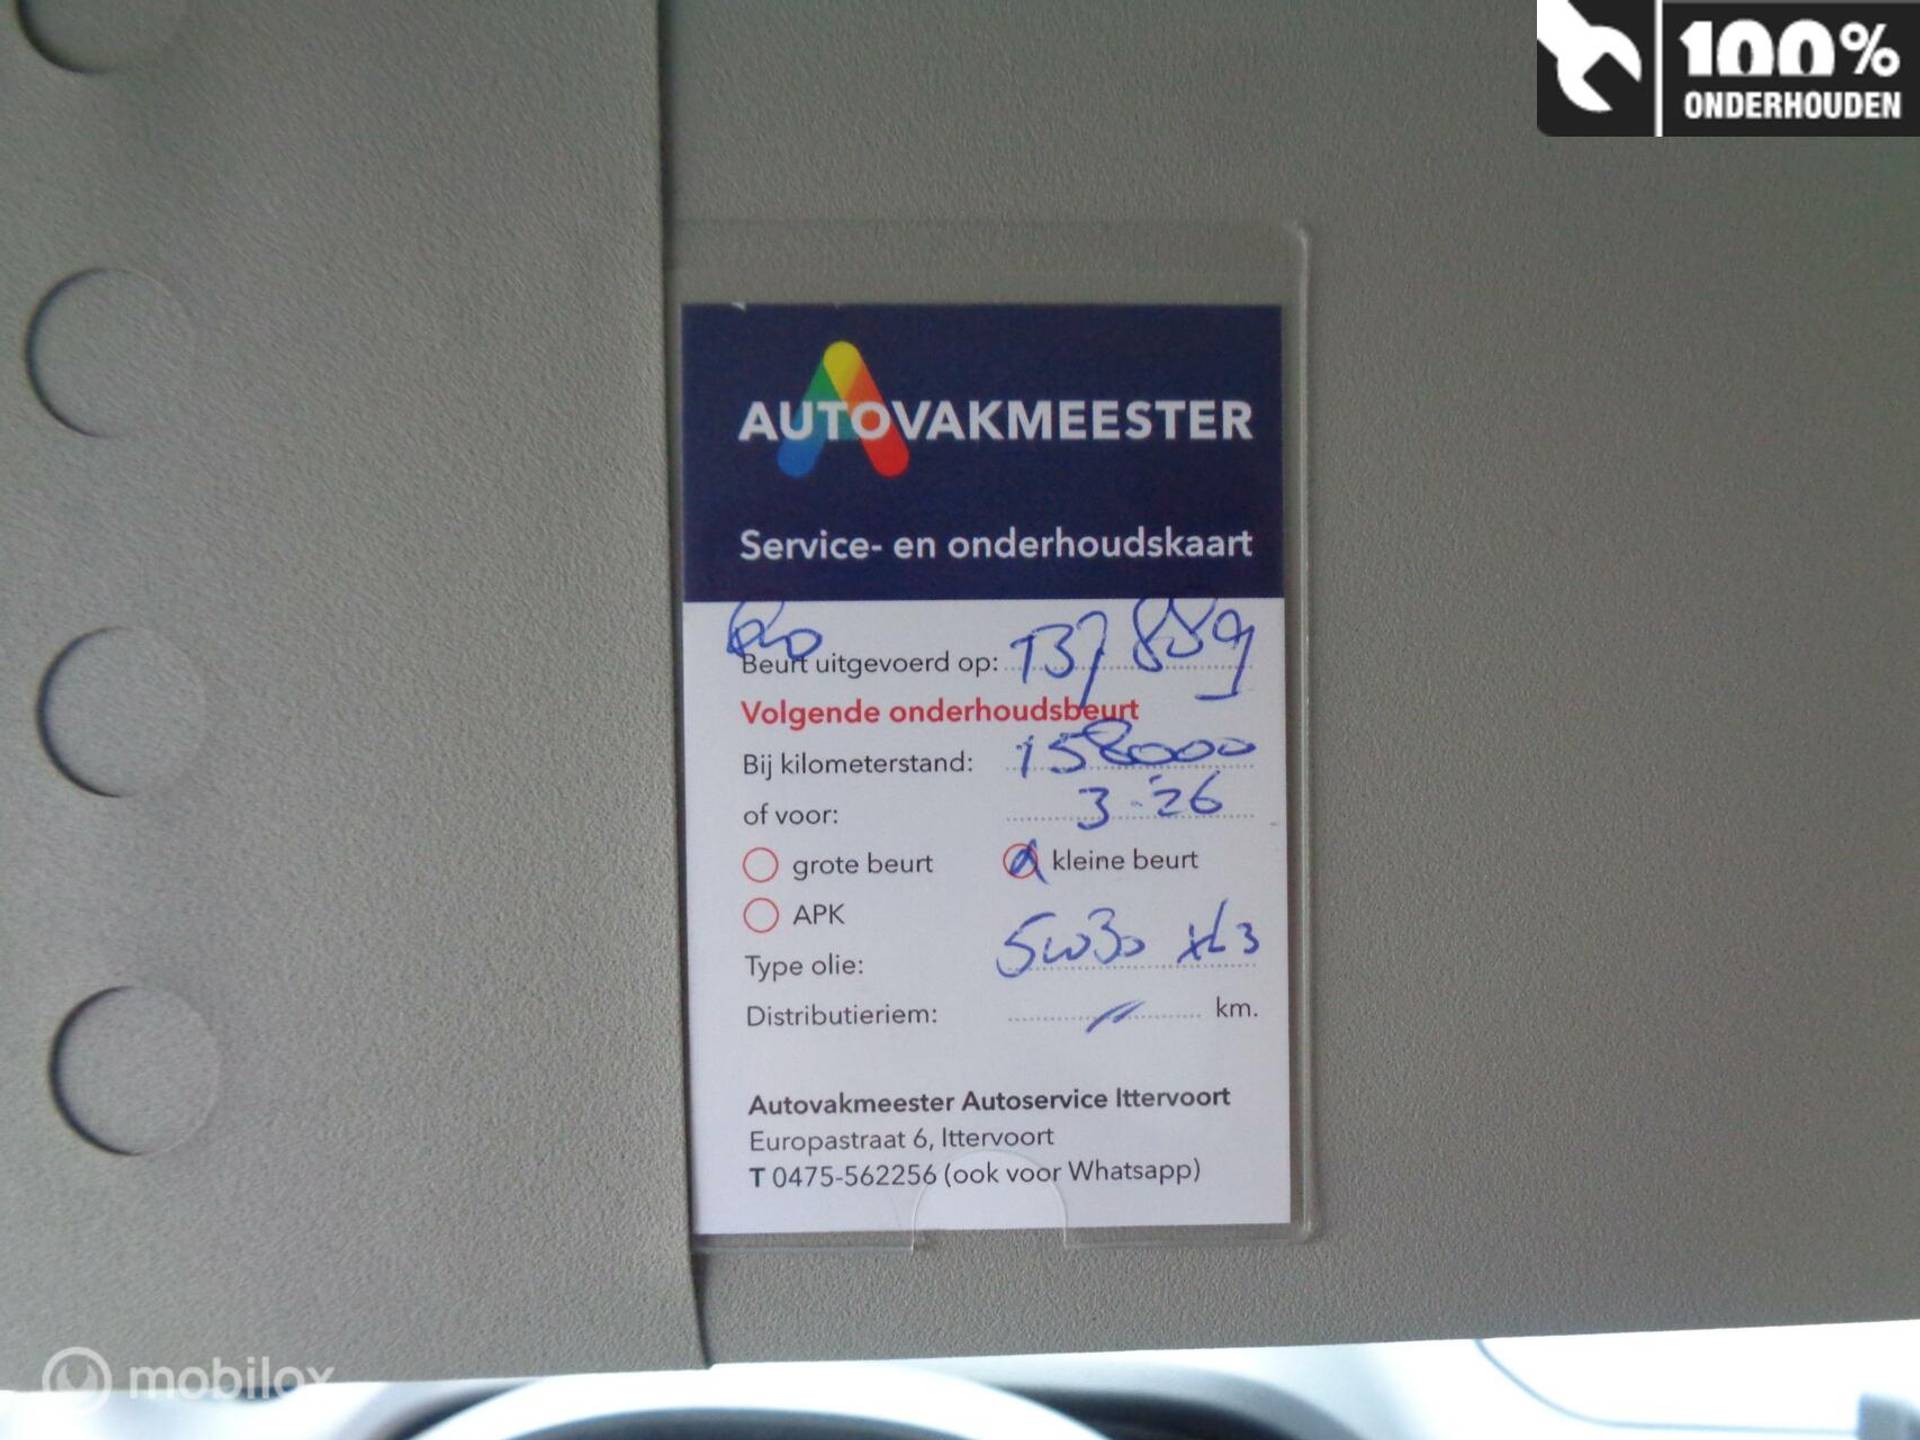 100%
ONDERHOUDEN
AUTOVAKMEESTER
Service- en onderhoudskaart
Beurt uitgevoerd op: 137889
Volgende onderhoudsbeurt
Bij kilometerstand: 158000
of voor: 3-'26
grote beurt kleine beurt
APK
Type olie: 5w30 XL3
Distributieriem: km.
Autovakmeester Autoservice Ittervoort
Europastraat 6, Ittervoort
T 0475-562256 (ook voor Whatsapp)
mobilox